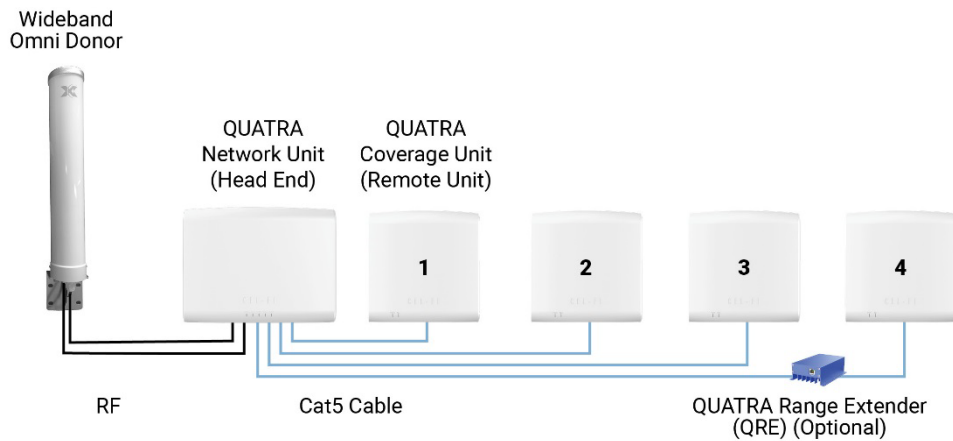 Wideband
Omni Donor
QUATRA
Network Unit
(Head End)
QUATRA
Coverage Unit
(Remote Unit)
1
2
3
4
RF
Cat5 Cable
QUATRA Range Extender
(QRE) (Optional)